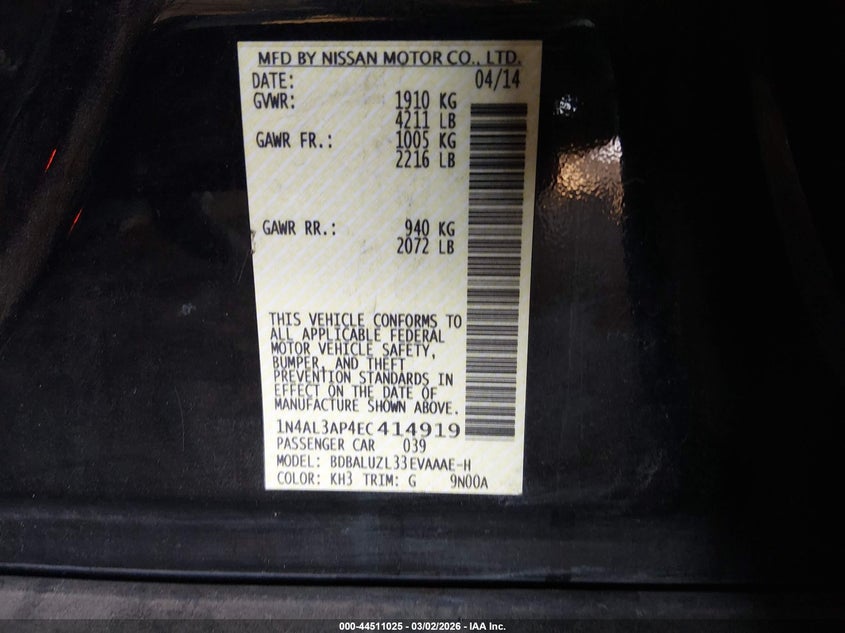 MFD BY NISSAN MOTOR CO., LTD.
DATE: 04/14
GVWR: 1910 KG
4211 LB
GAWR FR.: 1005 KG
2216 LB
GAWR RR.: 940 KG
2072 LB
THIS VEHICLE CONFORMS TO
ALL APPLICABLE FEDERAL
MOTOR VEHICLE SAFETY,
BUMPER, AND THEFT
PREVENTION STANDARDS IN
EFFECT ON THE DATE OF
MANUFACTURE SHOWN ABOVE.
1N4AL3AP4EC414919
PASSENGER CAR 039
MODEL: BDBALUZL33EVAAAE-H
COLOR: KH3 TRIM: G 9N00A
000-44511025 - 03/02/2026 - IAA Inc.